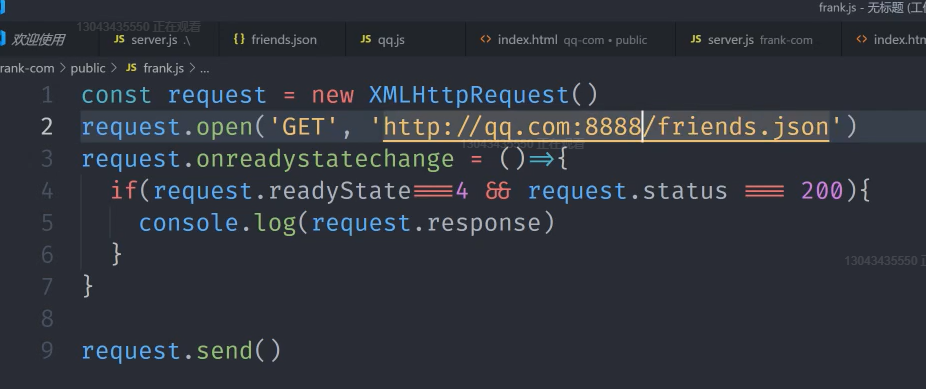 frank.js - 无标题 (工
13043435550 正在观看
欢迎使用 JS server.js .\ {} friends.json JS qq.js <> index.html qq-com • public JS server.js frank-com <> index.htm
rank-com > public > JS frank.js > ...
1 const request = new XMLHttpRequest()
2 request.open('GET', 'http://qq.com:8888/friends.json')
13043435550 正在观看
3 request.onreadystatechange = ()=>{
4 if(request.readyState===4 && request.status === 200){
5 console.log(request.response)
6 }
13043435550 正
7 }
8
9 request.send()